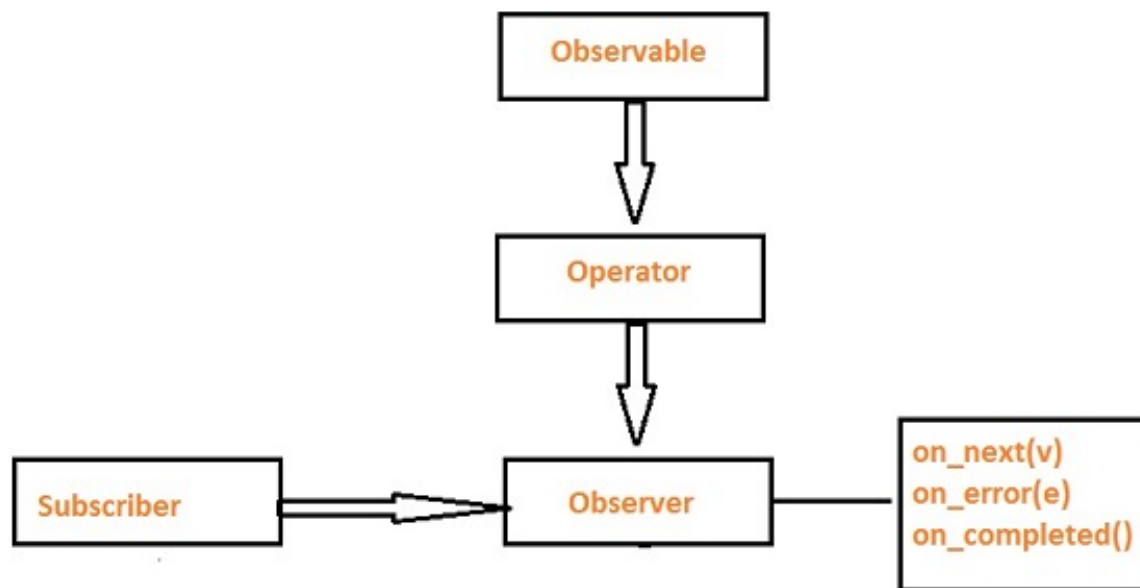 Observable
Operator
Subscriber
Observer
on_next(v)
on_error(e)
on_completed()